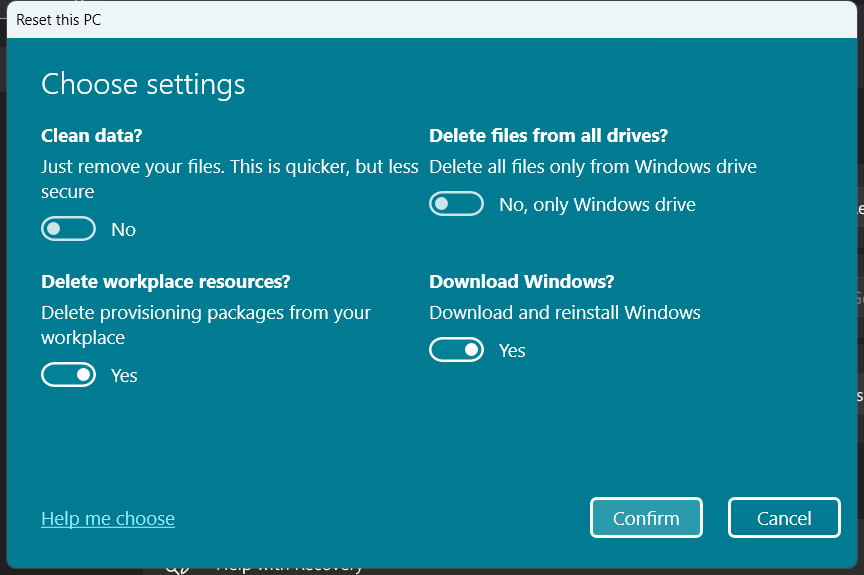 Reset this PC
Choose settings
Clean data?
Just remove your files. This is quicker, but less
secure
No
Delete files from all drives?
Delete all files only from Windows drive
No, only Windows drive
Delete workplace resources?
Delete provisioning packages from your
workplace
Yes
Download Windows?
Download and reinstall Windows
Yes
Help me choose
Confirm
Cancel
Help with Recovery